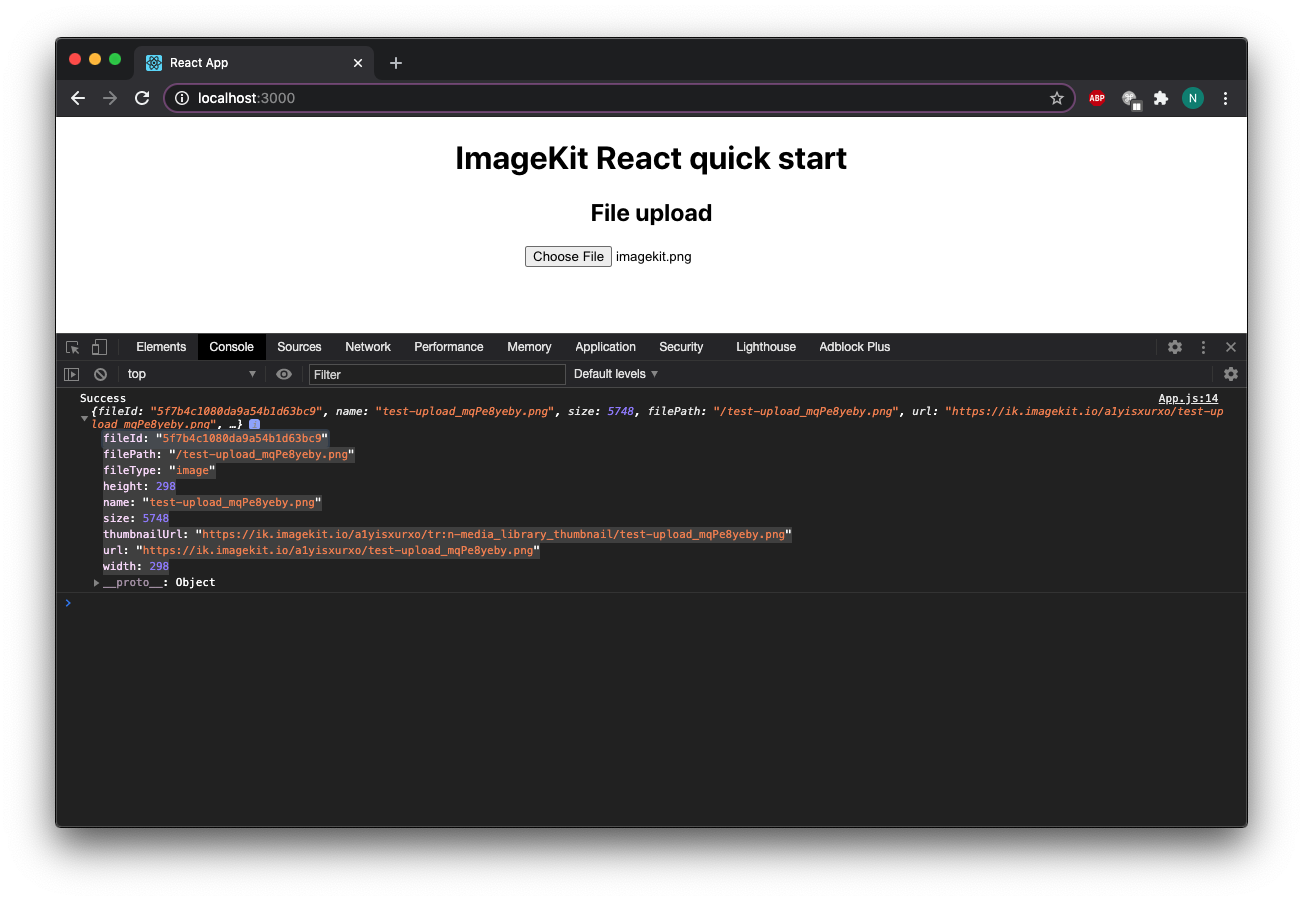 React App
localhost:3000
ABP
N
ImageKit React quick start
File upload
Choose File imagekit.png
Elements Console Sources Network Performance Memory Application Security Lighthouse Adblock Plus
top Filter Default levels
Success App.js:14
{fileId: "5f7b4c1080da9a54b1d63bc9", name: "test-upload_mqPe8yeby.png", size: 5748, filePath: "/test-upload_mqPe8yeby.png", url: "https://ik.imagekit.io/a1yisxurxo/test-up
load_mqPe8yeby.png", …}
fileId: "5f7b4c1080da9a54b1d63bc9"
filePath: "/test-upload_mqPe8yeby.png"
fileType: "image"
height: 298
name: "test-upload_mqPe8yeby.png"
size: 5748
thumbnailUrl: "https://ik.imagekit.io/a1yisxurxo/tr:n-media_library_thumbnail/test-upload_mqPe8yeby.png"
url: "https://ik.imagekit.io/a1yisxurxo/test-upload_mqPe8yeby.png"
width: 298
__proto__: Object